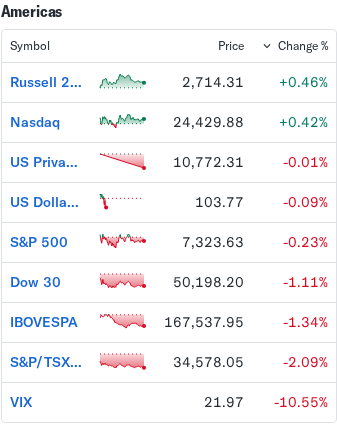 Americas
Symbol Price Change %
Russell 2... 2,714.31 +0.46%
Nasdaq 24,429.88 +0.42%
US Priva... 10,772.31 -0.01%
US Dolla... 103.77 -0.09%
S&P 500 7,323.63 -0.23%
Dow 30 50,198.20 -1.11%
IBOVESPA 167,537.95 -1.34%
S&P/TSX... 34,578.05 -2.09%
VIX 21.97 -10.55%